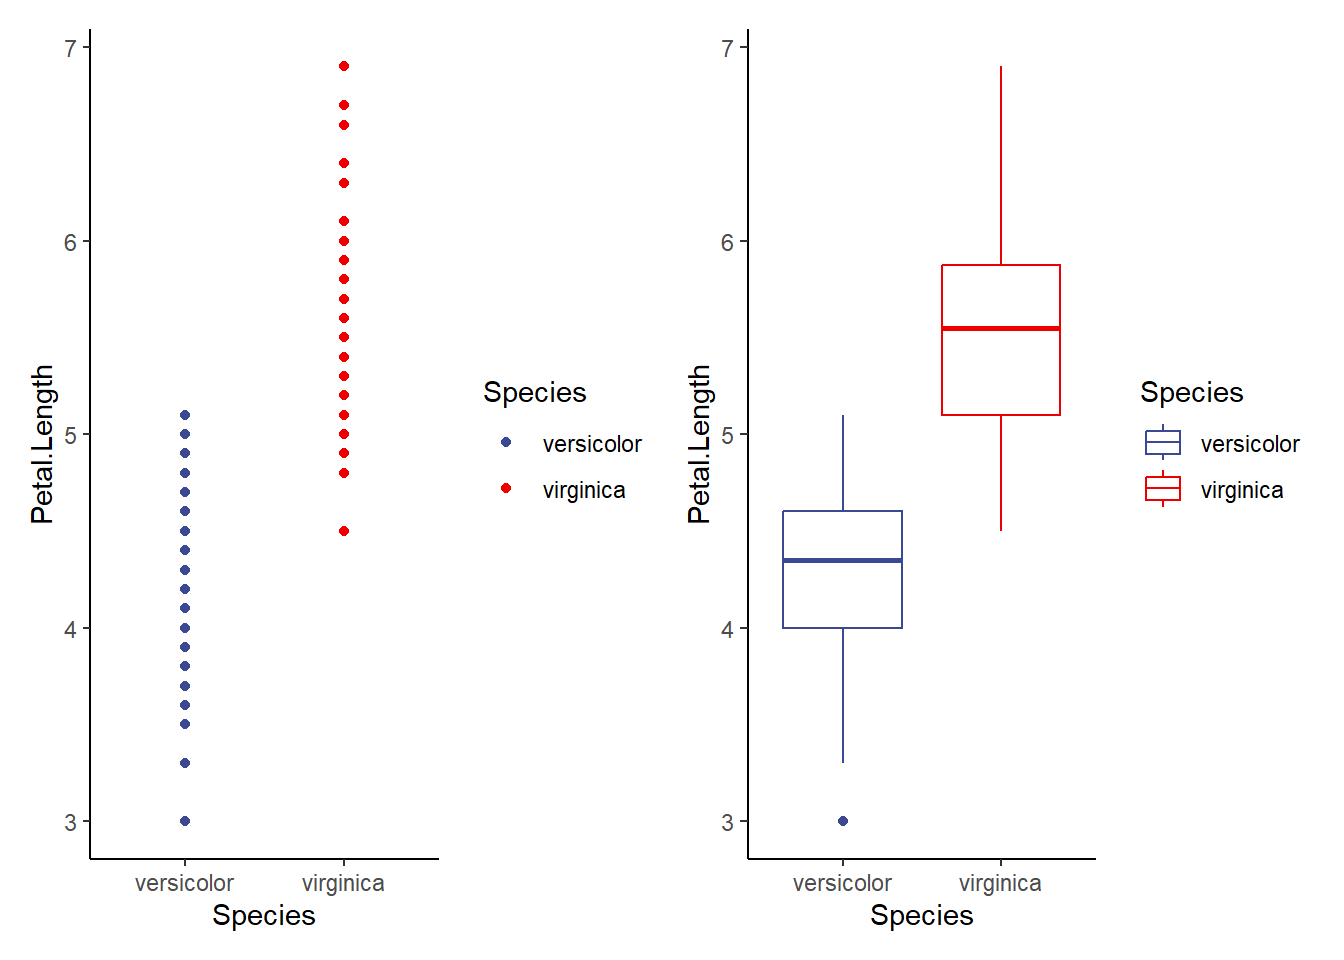 7
6
5
4
3
Petal.Length
versicolor virginica
Species
Species
versicolor
virginica
7
6
5
4
3
Petal.Length
versicolor virginica
Species
Species
versicolor
virginica